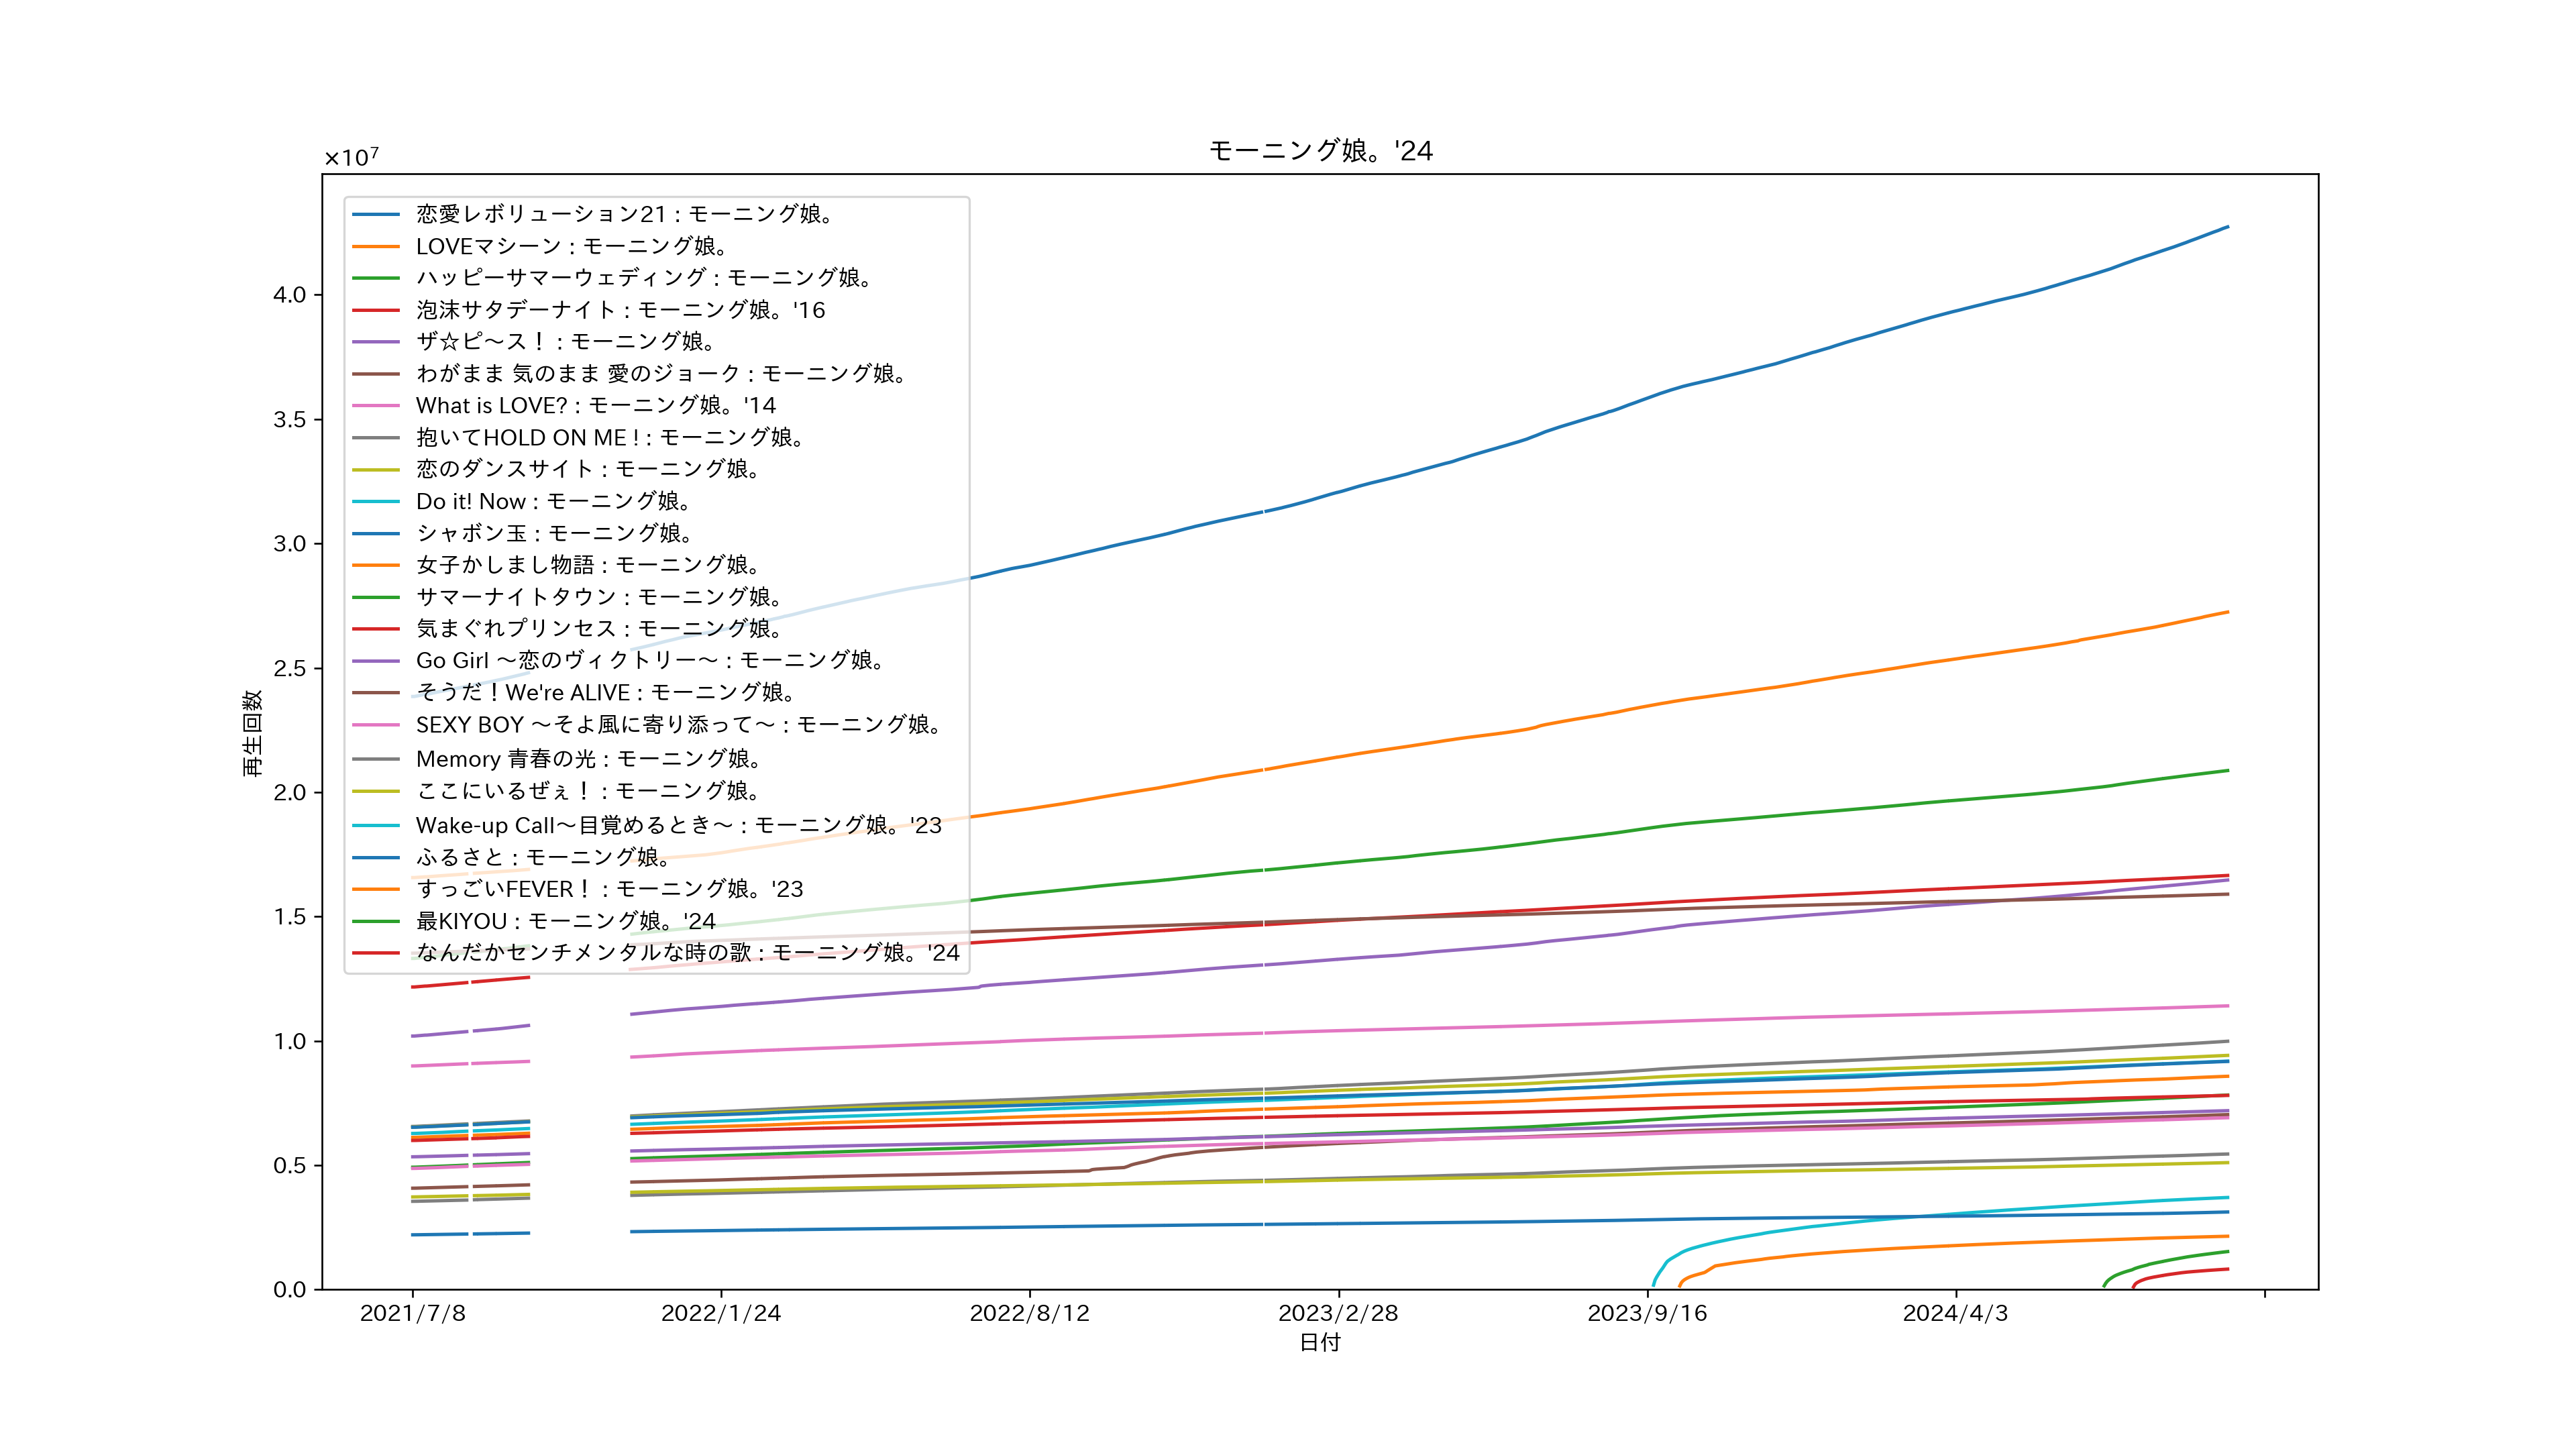 モーニング娘。'24
×10⁷
恋愛レボリューション21 : モーニング娘。
LOVEマシーン : モーニング娘。
ハッピーサマーウェディング : モーニング娘。
泡沫サタデーナイト : モーニング娘。'16
ザ☆ピ～ス！ : モーニング娘。
わがまま 気のまま 愛のジョーク : モーニング娘。
What is LOVE? : モーニング娘。'14
抱いてHOLD ON ME ! : モーニング娘。
恋のダンスサイト : モーニング娘。
Do it! Now : モーニング娘。
シャボン玉 : モーニング娘。
女子かしまし物語 : モーニング娘。
サマーナイトタウン : モーニング娘。
気まぐれプリンセス : モーニング娘。
Go Girl ～恋のヴィクトリー～ : モーニング娘。
そうだ！We're ALIVE : モーニング娘。
SEXY BOY ～そよ風に寄り添って～ : モーニング娘。
Memory 青春の光 : モーニング娘。
ここにいるぜぇ！ : モーニング娘。
Wake-up Call～目覚めるとき～ : モーニング娘。'23
ふるさと : モーニング娘。
すっごいFEVER！ : モーニング娘。'23
最KIYOU : モーニング娘。'24
なんだかセンチメンタルな時の歌 : モーニング娘。'24
4.0
3.5
3.0
2.5
2.0
1.5
1.0
0.5
0.0
再生回数
2021/7/8
2022/1/24
2022/8/12
2023/2/28
2023/9/16
2024/4/3
日付